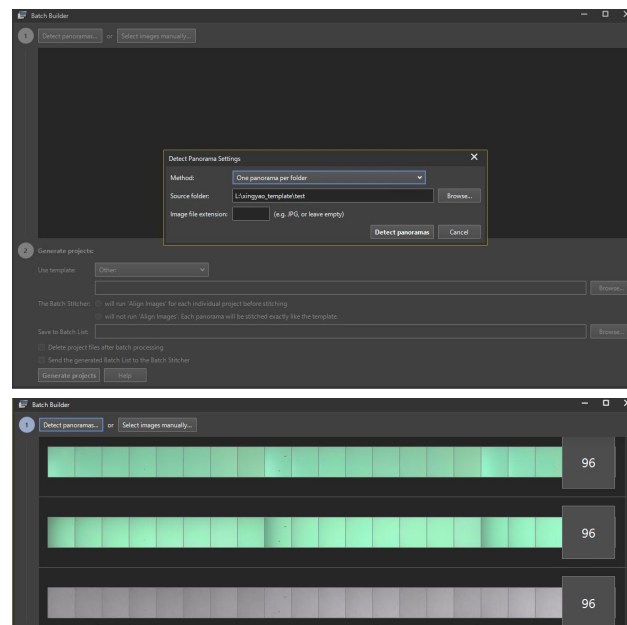 Batch Builder
1 Detect panoramas... or Select images manually...
Detect Panorama Settings
Method: One panorama per folder
Source folder: L:\xingyao_template\test Browse...
Image file extension: (e.g. JPG, or leave empty)
Detect panoramas Cancel
2 Generate projects:
Use template: Other:
Browse...
The Batch Stitcher: will run 'Align Images' for each individual project before stitching
will not run 'Align Images'. Each panorama will be stitched exactly like the template.
Save to Batch List: Browse...
Delete project files after batch processing
Send the generated Batch List to the Batch Stitcher
Generate projects Help
Batch Builder
1 Detect panoramas... or Select images manually...
96
96
96